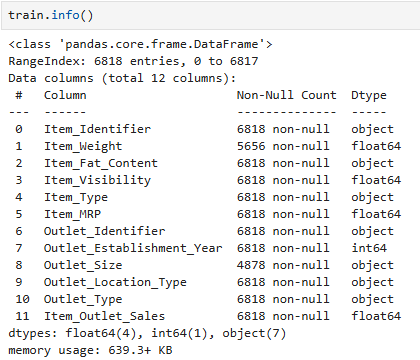 train.info()
<class 'pandas.core.frame.DataFrame'>
RangeIndex: 6818 entries, 0 to 6817
Data columns (total 12 columns):
 #   Column                     Non-Null Count  Dtype
---  ------                     --------------  -----
 0   Item_Identifier            6818 non-null   object
 1   Item_Weight                5656 non-null   float64
 2   Item_Fat_Content           6818 non-null   object
 3   Item_Visibility            6818 non-null   float64
 4   Item_Type                  6818 non-null   object
 5   Item_MRP                   6818 non-null   float64
 6   Outlet_Identifier          6818 non-null   object
 7   Outlet_Establishment_Year  6818 non-null   int64
 8   Outlet_Size                4878 non-null   object
 9   Outlet_Location_Type       6818 non-null   object
 10  Outlet_Type                6818 non-null   object
 11  Item_Outlet_Sales          6818 non-null   float64
dtypes: float64(4), int64(1), object(7)
memory usage: 639.3+ KB